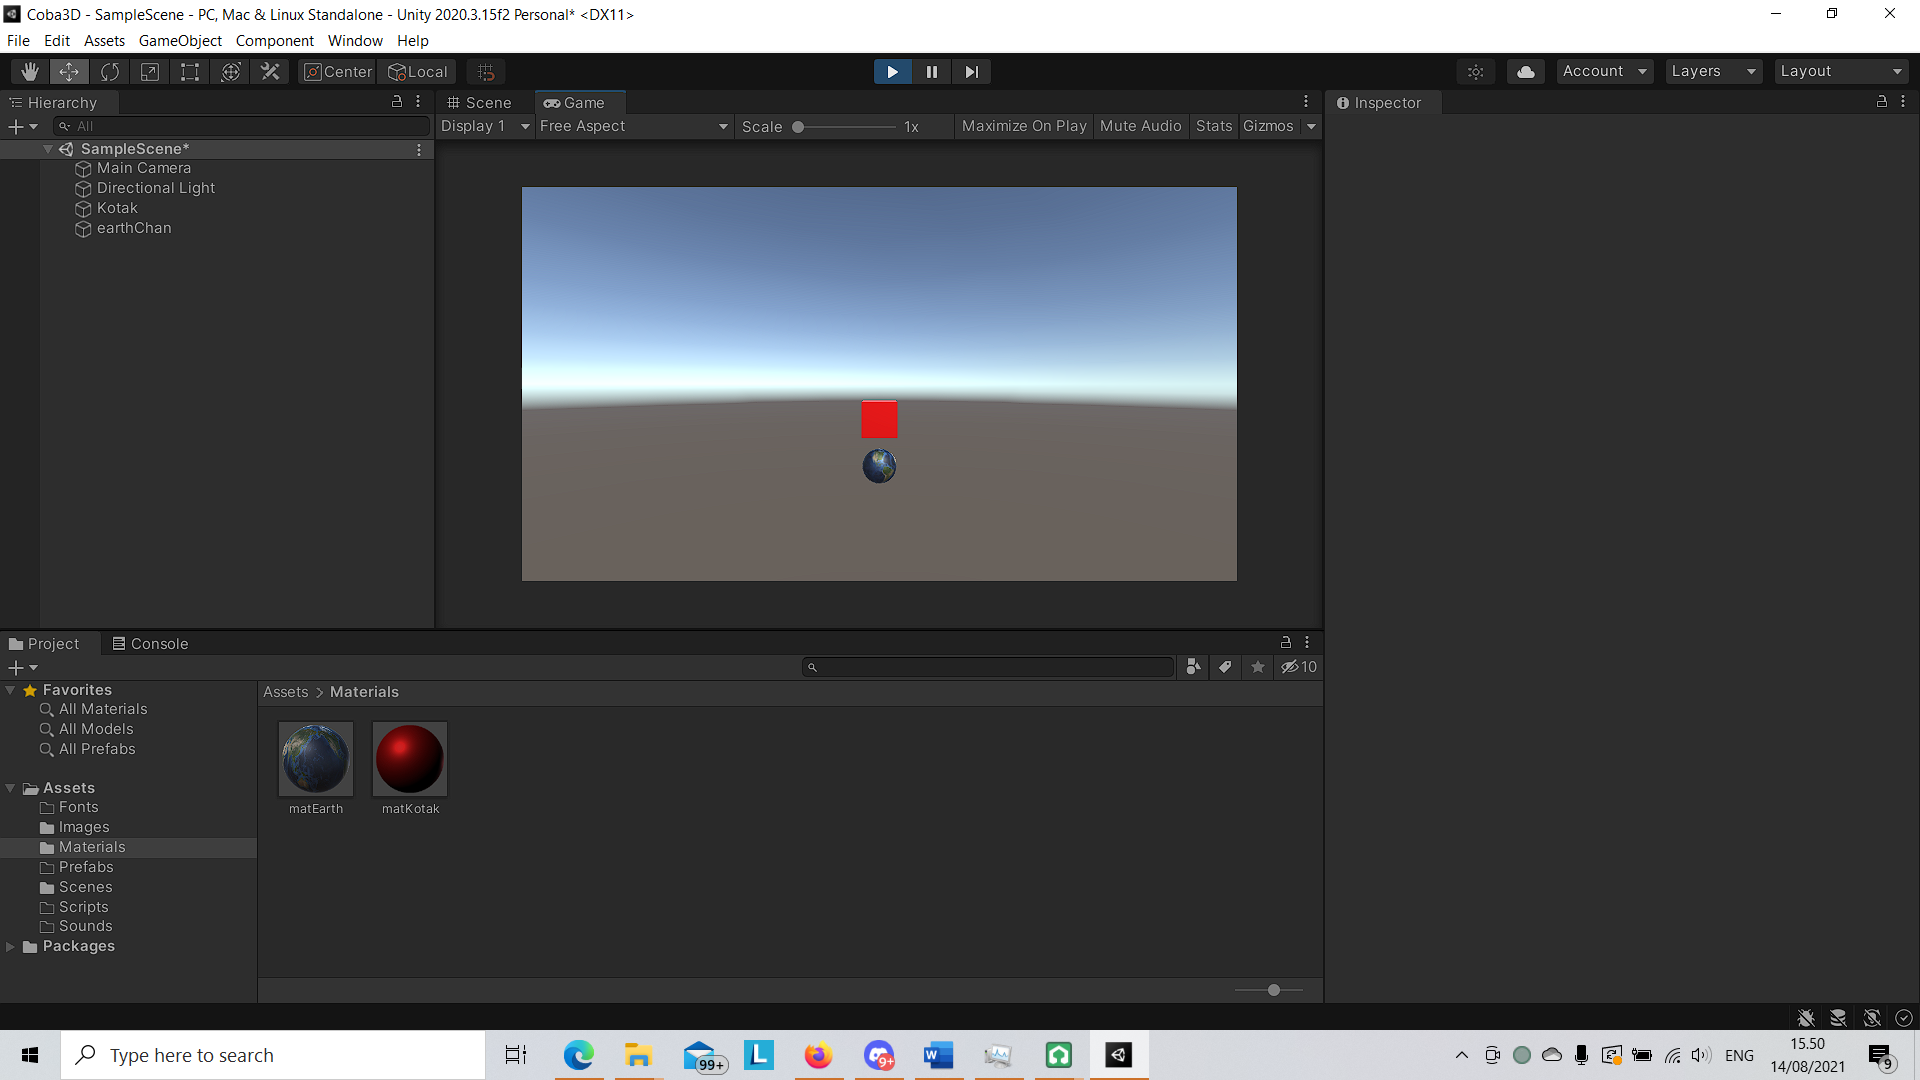 Coba3D - SampleScene - PC, Mac & Linux Standalone - Unity 2020.3.15f2 Personal* <DX11>
File Edit Assets GameObject Component Window Help
Center Local Account Layers Layout
Hierarchy
All
SampleScene*
Main Camera
Directional Light
Kotak
earthChan
Scene Game
Display 1 Free Aspect Scale 1x Maximize On Play Mute Audio Stats Gizmos
Inspector
Project Console
10
Favorites
All Materials
All Models
All Prefabs
Assets
Fonts
Images
Materials
Prefabs
Scenes
Scripts
Sounds
Packages
Assets > Materials
matEarth matKotak
Type here to search
99+
L
9+
W
ENG
15.50
14/08/2021
9